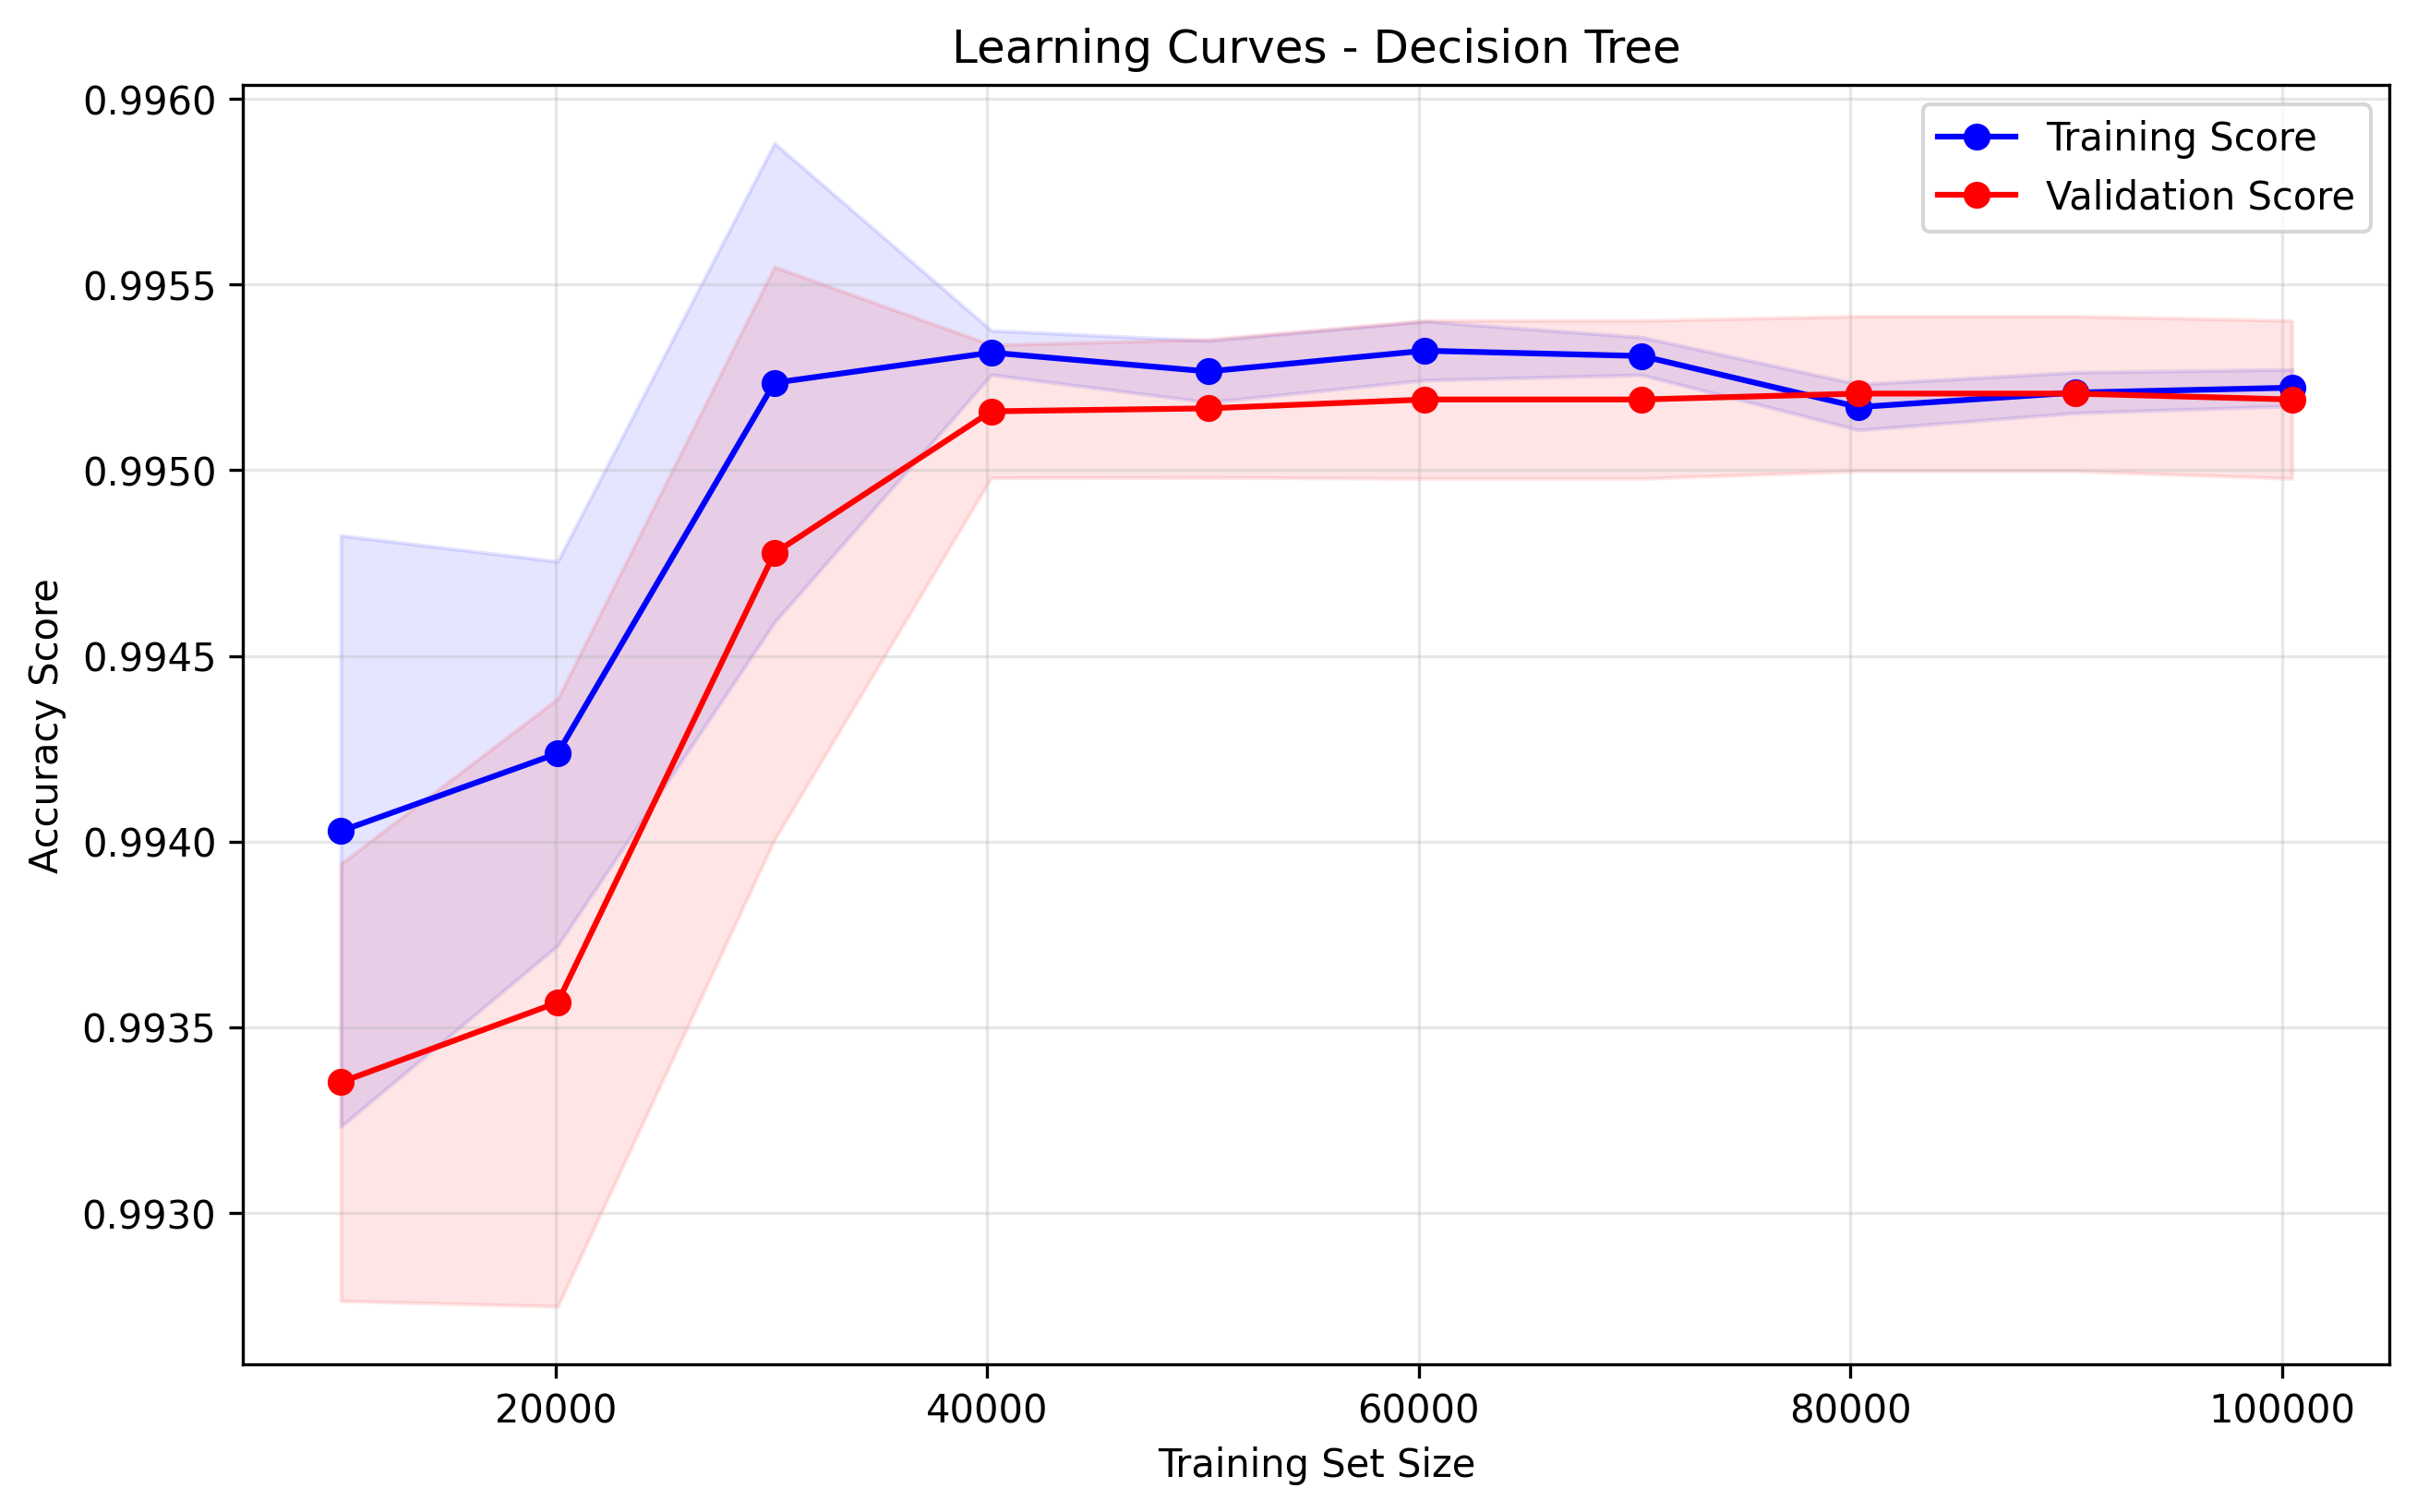 Learning Curves - Decision Tree
0.9960
0.9955
0.9950
0.9945
0.9940
0.9935
0.9930
Accuracy Score
Training Score
Validation Score
20000 40000 60000 80000 100000
Training Set Size